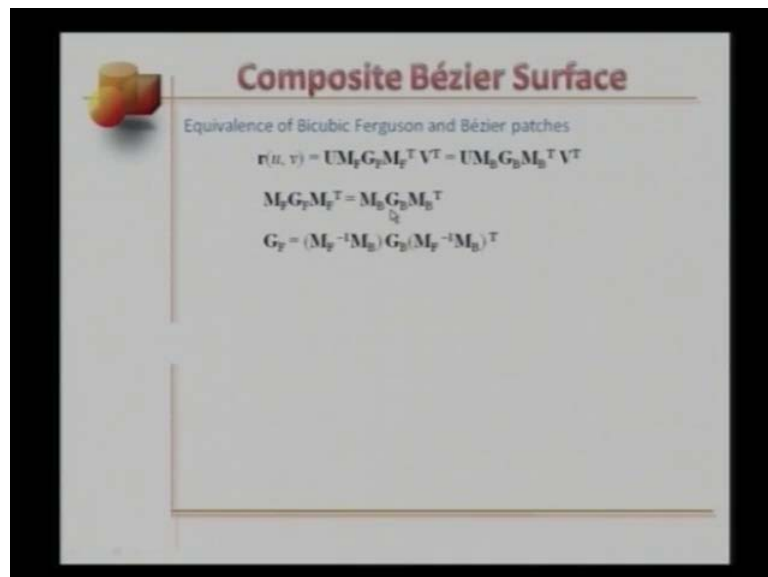 Composite Bézier Surface
Equivalence of Bicubic Ferguson and Bézier patches
r(u, v) = UM_FG_FM_F^T V^T = UM_BG_BM_B^T V^T
M_FG_FM_F^T = M_BG_BM_B^T
G_F = (M_F^-1M_B) G_B(M_F^-1M_B)^T